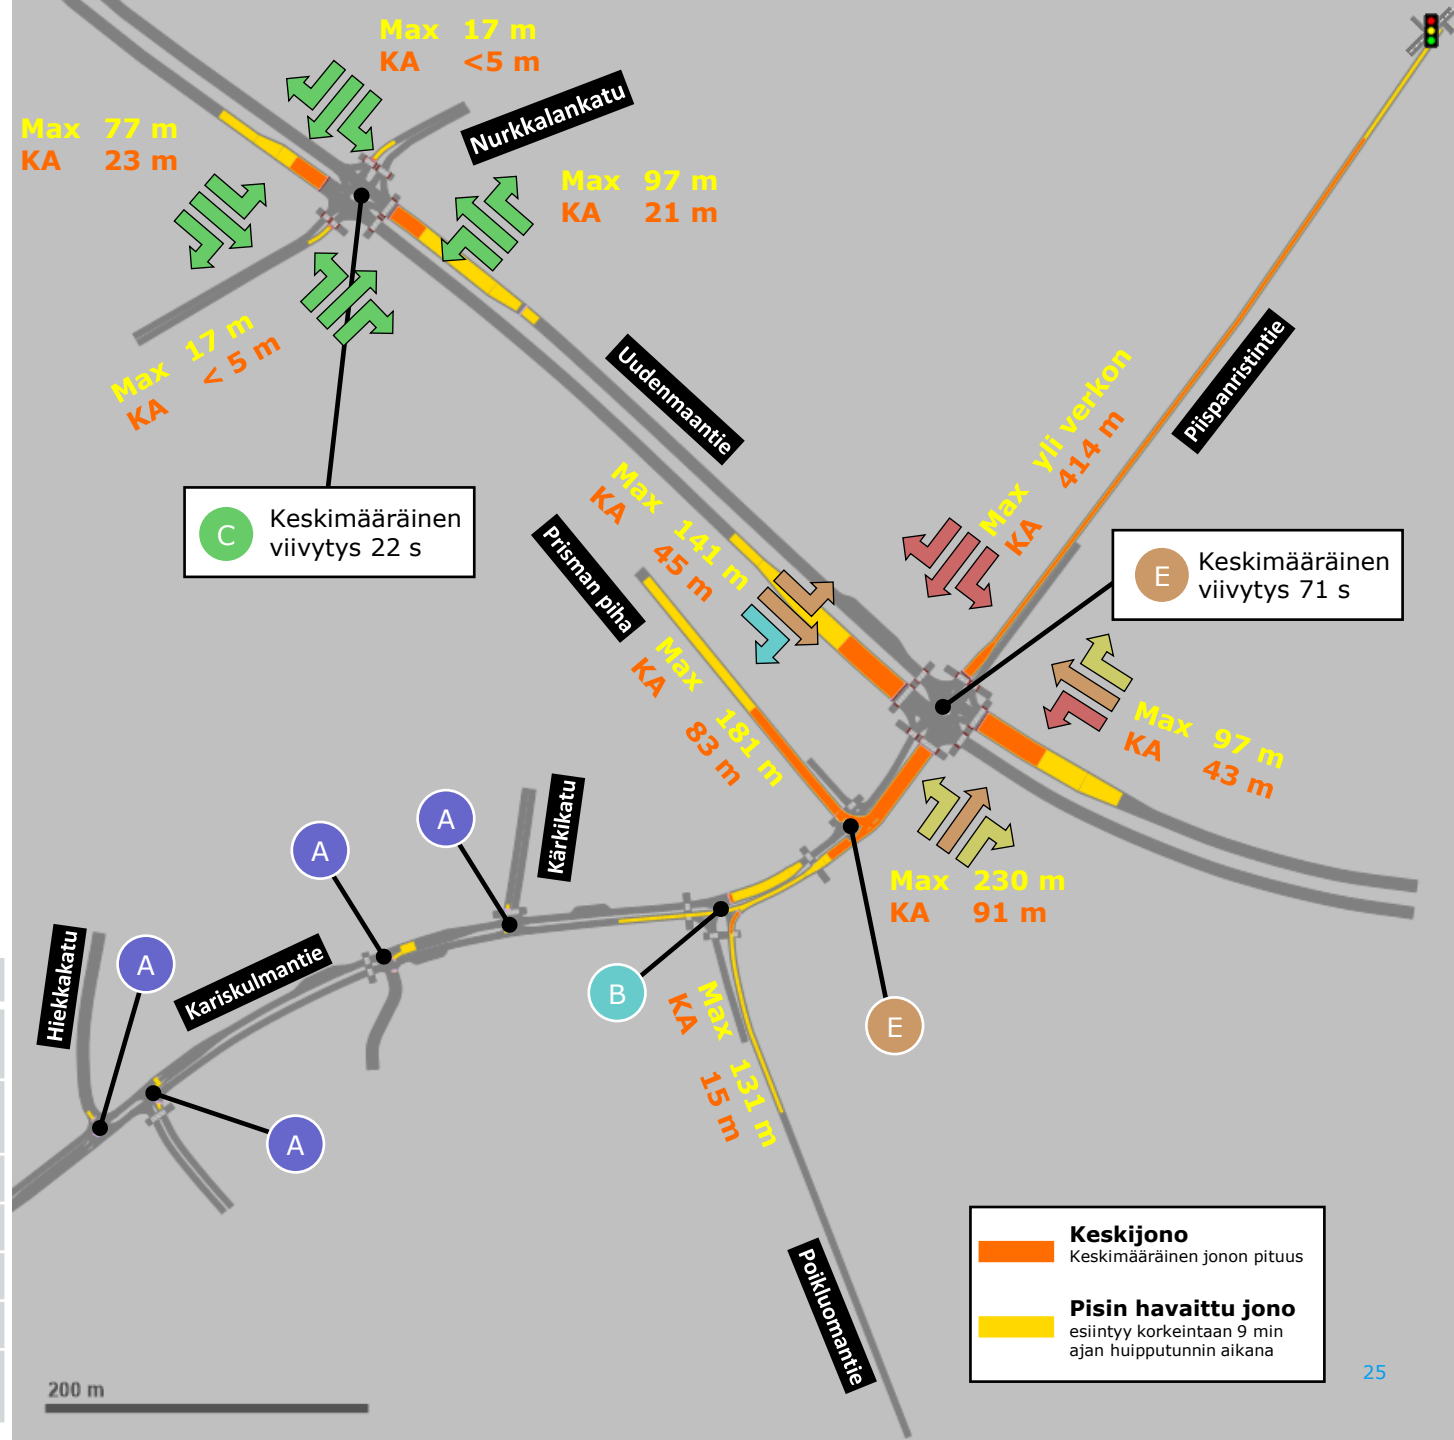 Max 17 m
KA <5 m
Nurkkalankatu
Max 77 m
KA 23 m
Max 97 m
KA 21 m
Max 17 m
KA < 5 m
Uudenmaantie
Piispanristintie
C
Keskimääräinen
viivytys 22 s
Max yli verkon
KA 414 m
Max 141 m
KA 45 m
Prisman piha
E
Keskimääräinen
viivytys 71 s
Max 181 m
KA 83 m
Max 97 m
KA 43 m
Kärkikatu
A
A
Max 230 m
KA 91 m
Hiekkakatu
A
Kariskulmantie
B
E
Max 131 m
KA 15 m
A
Poikluomantie
Keskijono
Keskimääräinen jonon pituus
Pisin havaittu jono
esiintyy korkeintaan 9 min
ajan huipputunnin aikana
200 m
25